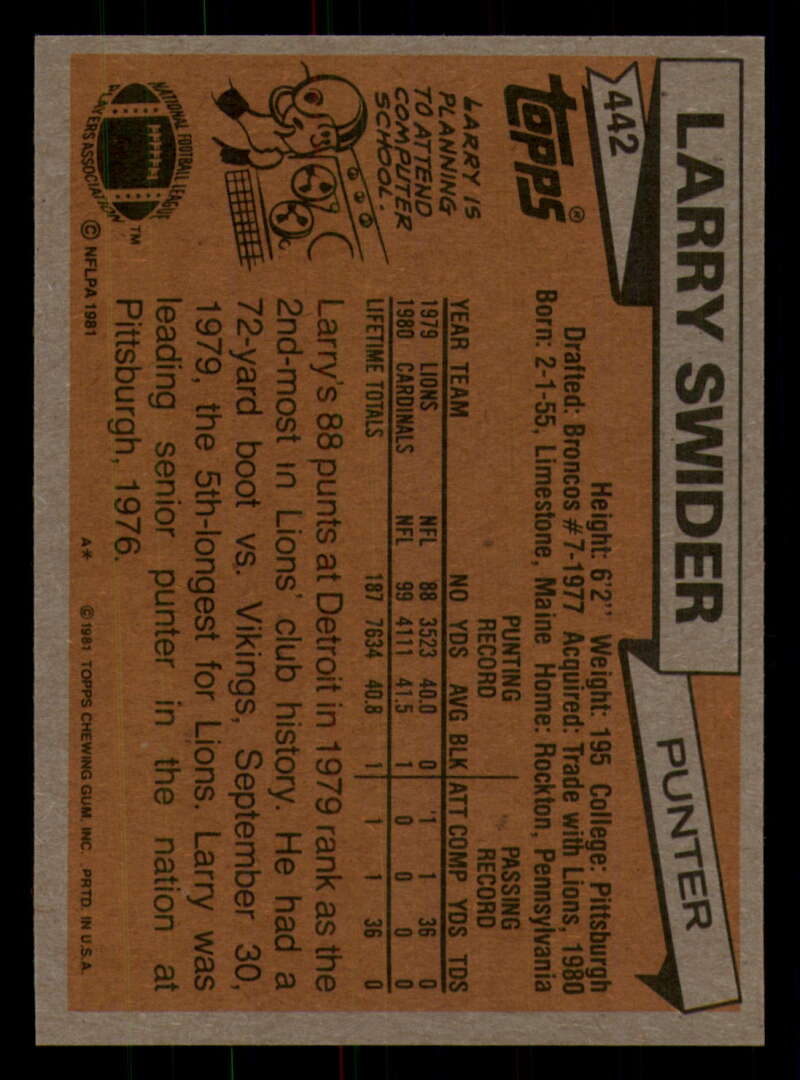 442
LARRY SWIDER
PUNTER
topps®
Height: 6'2" Weight: 195 College: Pittsburgh
Drafted: Broncos #7-1977 Acquired: Trade with Lions, 1980
Born: 2-1-55, Limestone, Maine Home: Rockton, Pennsylvania
PUNTING RECORD PASSING RECORD
YEAR TEAM NO YDS AVG BLK ATT COMP YDS TDS
1979 LIONS NFL 88 3523 40.0 0 1 1 36 0
1980 CARDINALS NFL 99 4111 41.5 1 0 0 0 0
LIFETIME TOTALS 187 7634 40.8 1 1 1 36 0
LARRY IS
PLANNING
TO ATTEND
COMPUTER
SCHOOL.
Larry's 88 punts at Detroit in 1979 rank as the
2nd-most in Lions' club history. He had a
72-yard boot vs. Vikings, September 30,
1979, the 5th-longest for Lions. Larry was
leading senior punter in the nation at
Pittsburgh, 1976.
NATIONAL FOOTBALL LEAGUE
PLAYERS ASSOCIATION
™
© NFLPA 1981
A* © 1981 TOPPS CHEWING GUM, INC. PRTD. IN U.S.A.